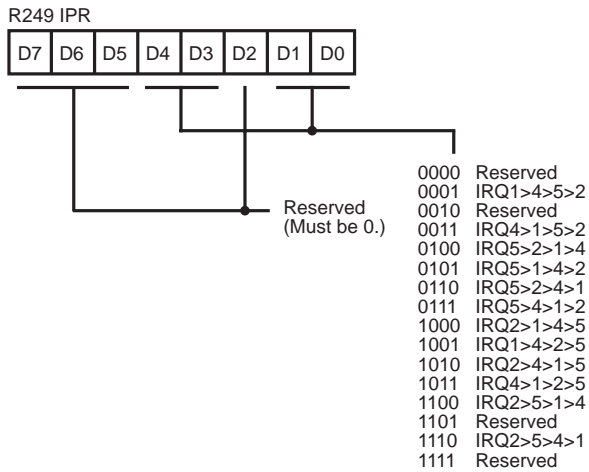 R249 IPR
D7 D6 D5 D4 D3 D2 D1 D0
Reserved
(Must be 0.)
0000 Reserved
0001 IRQ1>4>5>2
0010 Reserved
0011 IRQ4>1>5>2
0100 IRQ5>2>1>4
0101 IRQ5>1>4>2
0110 IRQ5>2>4>1
0111 IRQ5>4>1>2
1000 IRQ2>1>4>5
1001 IRQ1>4>2>5
1010 IRQ2>4>1>5
1011 IRQ4>1>2>5
1100 IRQ2>5>1>4
1101 Reserved
1110 IRQ2>5>4>1
1111 Reserved